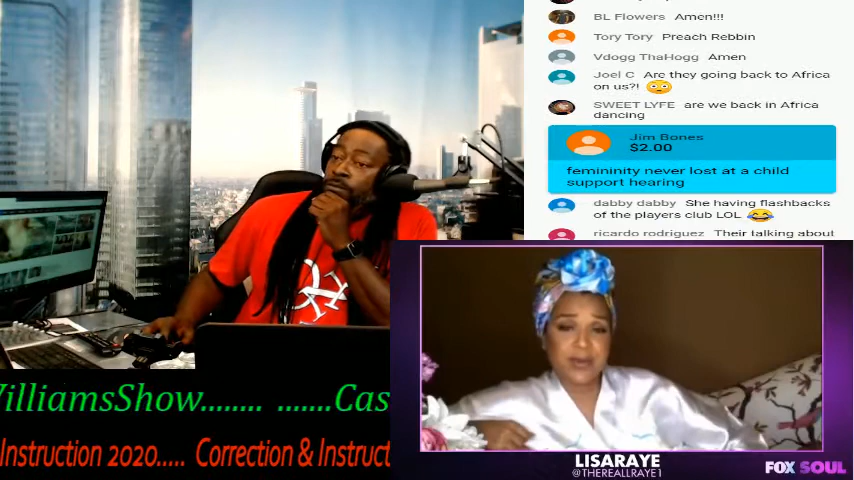 BL Flowers Amen!!!
Tory Tory Preach Rebbin
Vdogg ThaHogg Amen
Joel C Are they going back to Africa
on us?! 😳
SWEET LYFE are we back in Africa
dancing
Jim Bones
$2.00
femininity never lost at a child
support hearing
dabby dabby She having flashbacks
of the players club LOL 😂
ricardo rodriguez Their talking about
illiamsShow........ .......Cas
Instruction 2020..... Correction & Instruct
LISARAYE
@THEREALLRAYE1
FOX SOUL